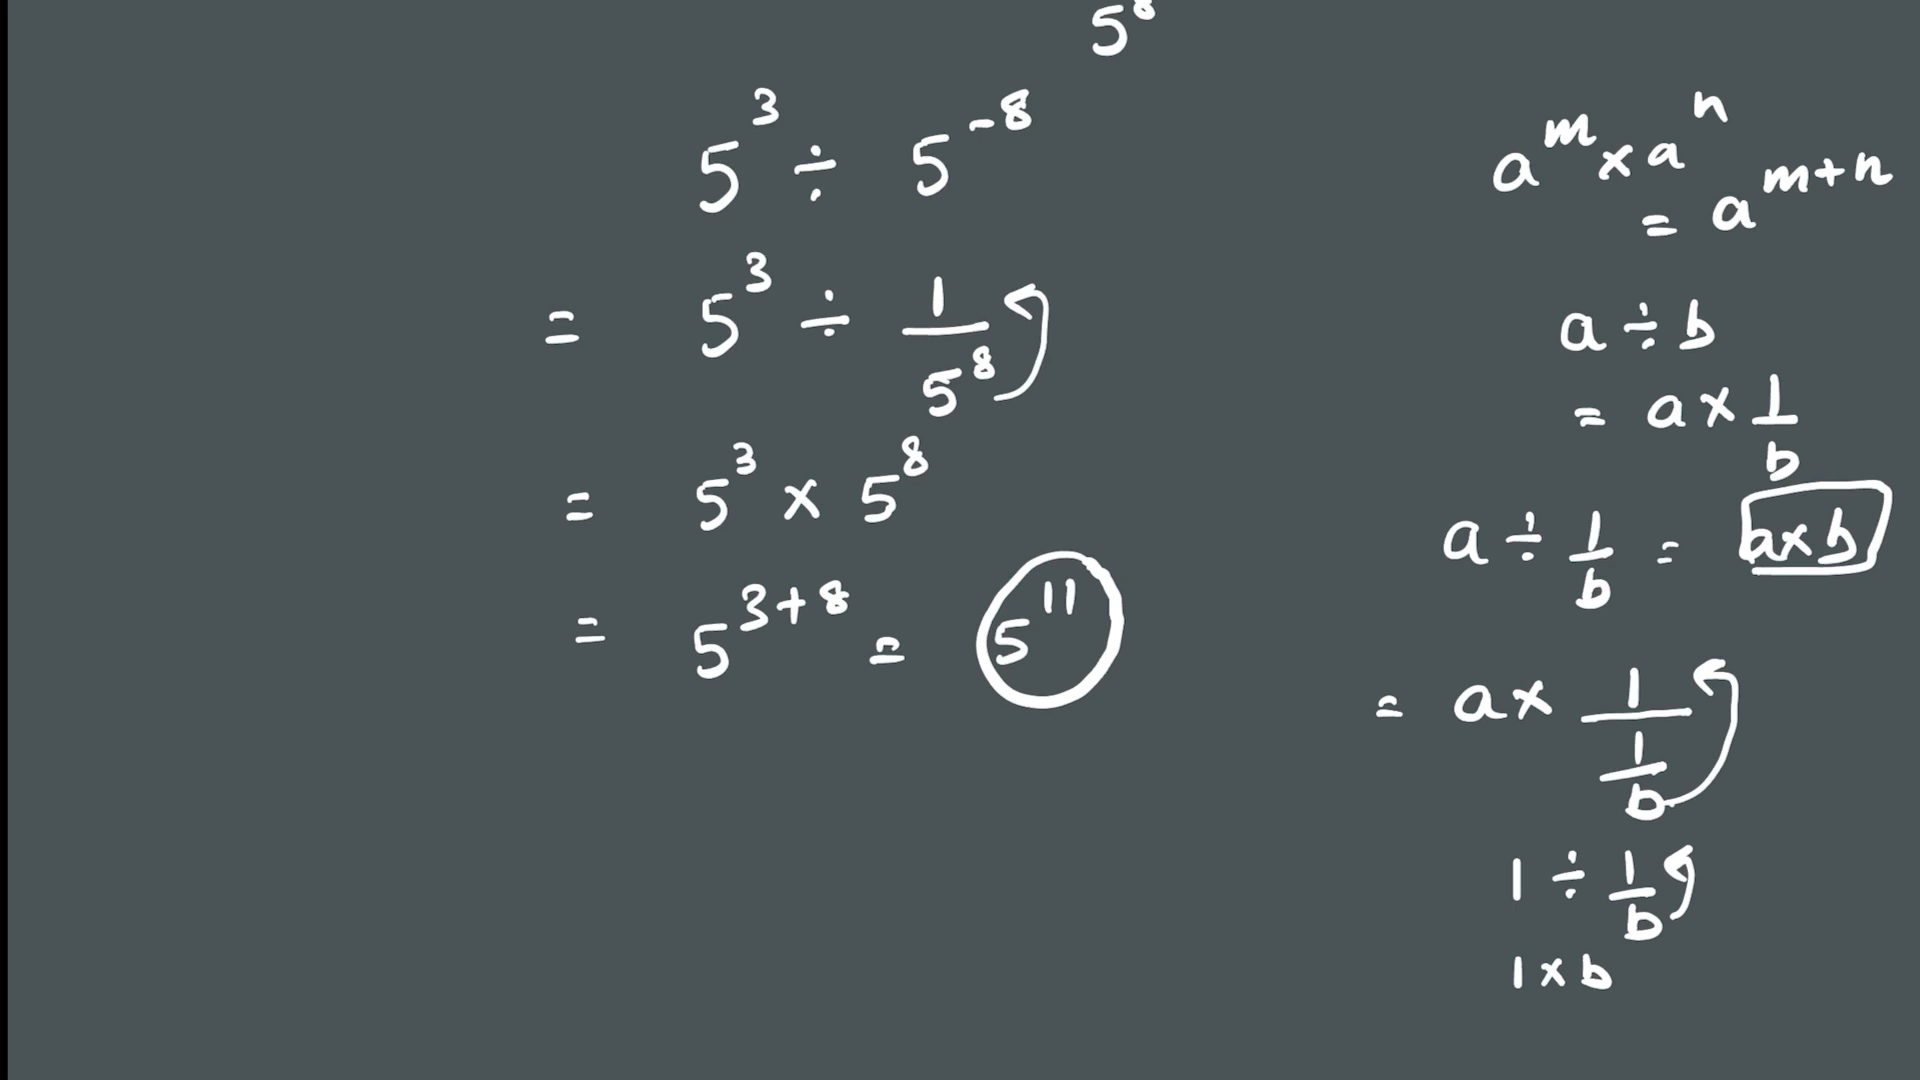 5⁸
5³ ÷ 5⁻⁸
= 5³ ÷ 1/5⁸
= 5³ × 5⁸
= 5³⁺⁸ = 5¹¹
aᵐ × aⁿ
= aᵐ⁺ⁿ
a ÷ b
= a × 1/b
a ÷ 1/b = a×b
= a × 1/(1/b)
1 ÷ 1/b
1 × b